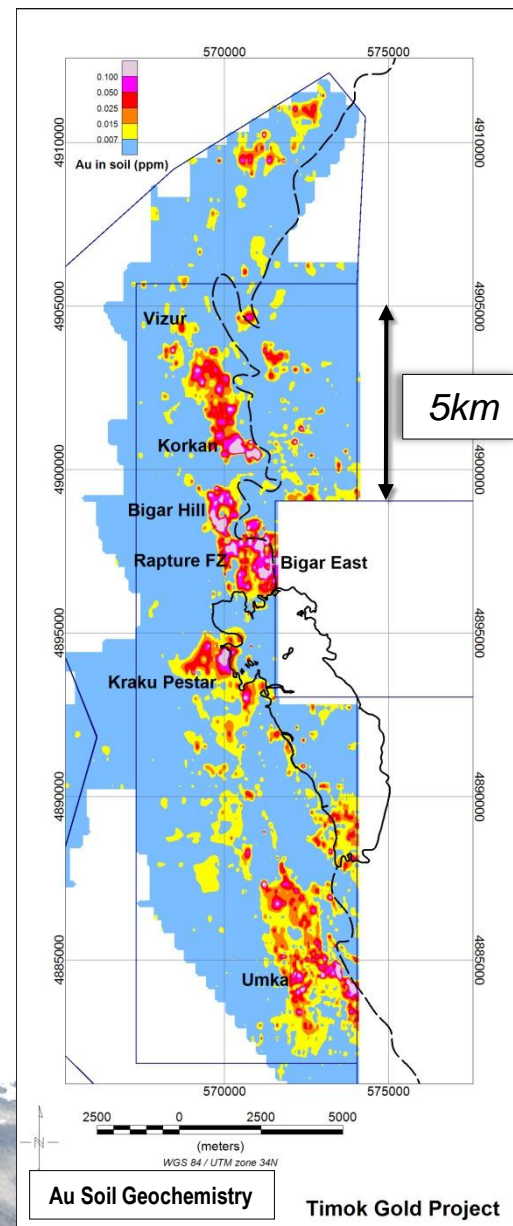 570000
575000
0.100
0.050
0.025
0.015
0.007
Au in soil (ppm)
4910000
4910000
4905000
4905000
Vizur
5km
Korkan
4900000
4900000
Bigar Hill
Rapture FZ
Bigar East
4895000
4895000
Kraku Pestar
4890000
4890000
4885000
4885000
Umka
570000
575000
2500
0
2500
5000
(meters)
WGS 84 / UTM zone 34N
N
Au Soil Geochemistry
Timok Gold Project